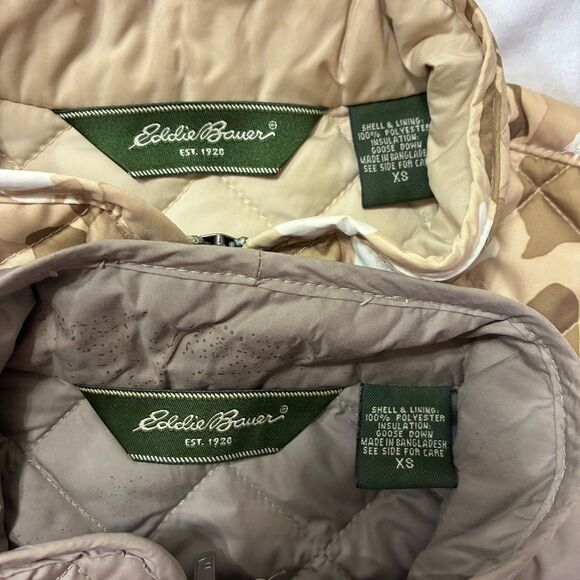 Eddie Bauer®
EST. 1920
SHELL & LINING:
100% POLYESTER
INSULATION:
GOOSE DOWN
MADE IN BANGLADESH
SEE SIDE FOR CARE
XS
Eddie Bauer®
EST. 1920
SHELL & LINING:
100% POLYESTER
INSULATION:
GOOSE DOWN
MADE IN BANGLADESH
SEE SIDE FOR CARE
XS